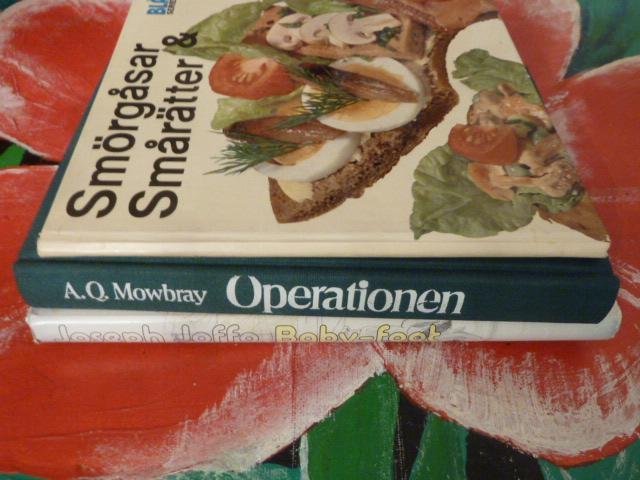 Smörgåsar
Smårätter &
A.Q. Mowbray Operationen
Joseph Joffo Baby-foot